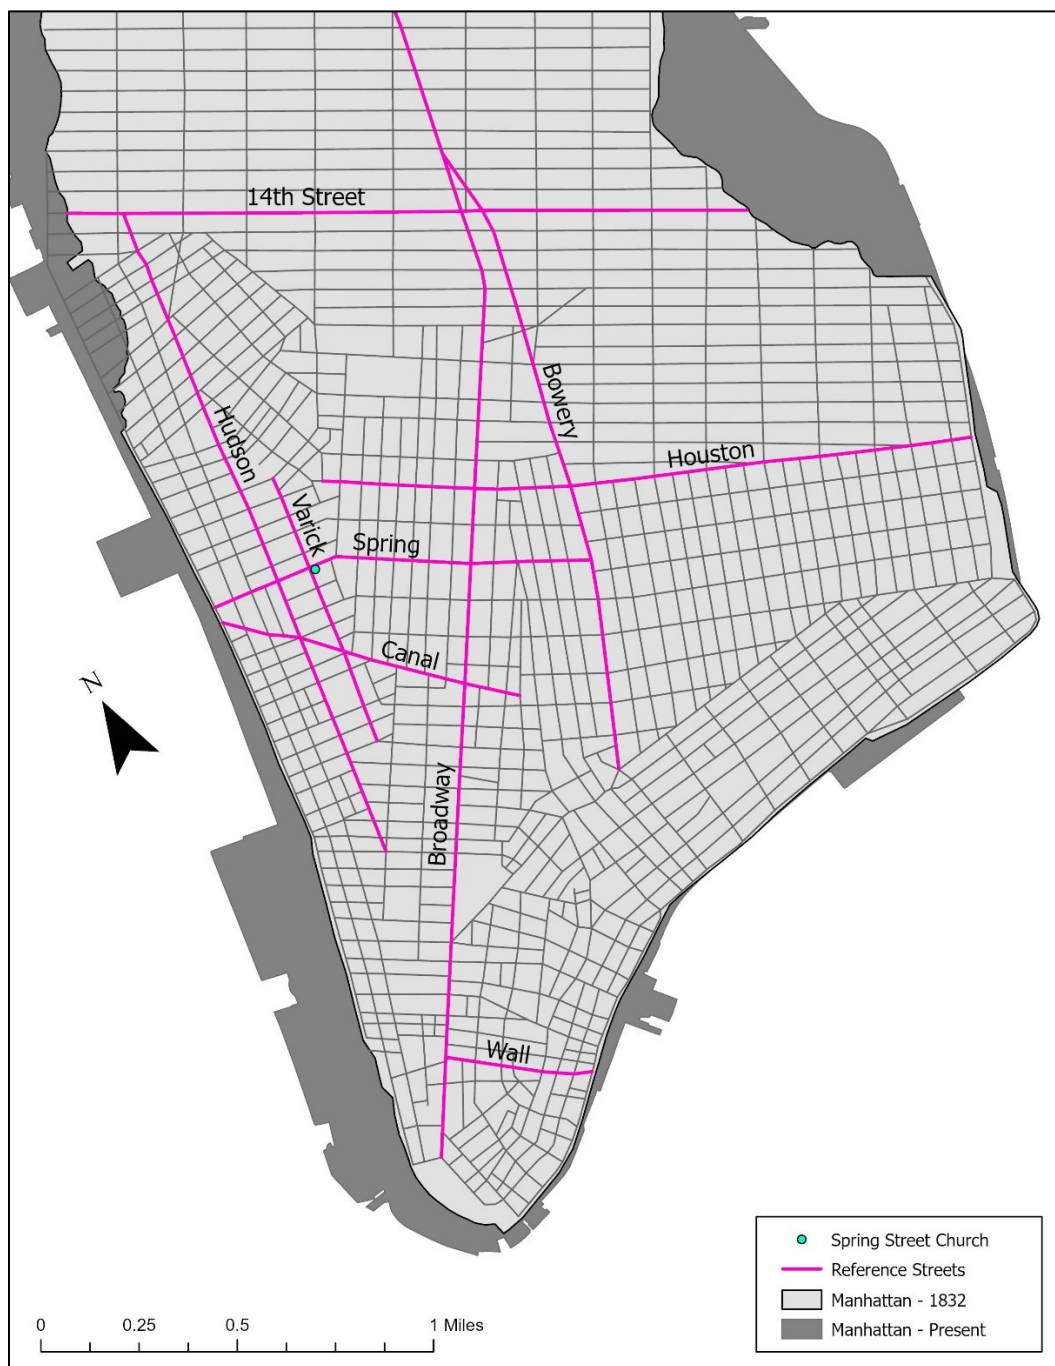 14th Street
Bowery
Hudson
Houston
Varick
Spring
Canal
N
Broadway
Wall
Spring Street Church
Reference Streets
Manhattan - 1832
Manhattan - Present
0 0.25 0.5 1 Miles